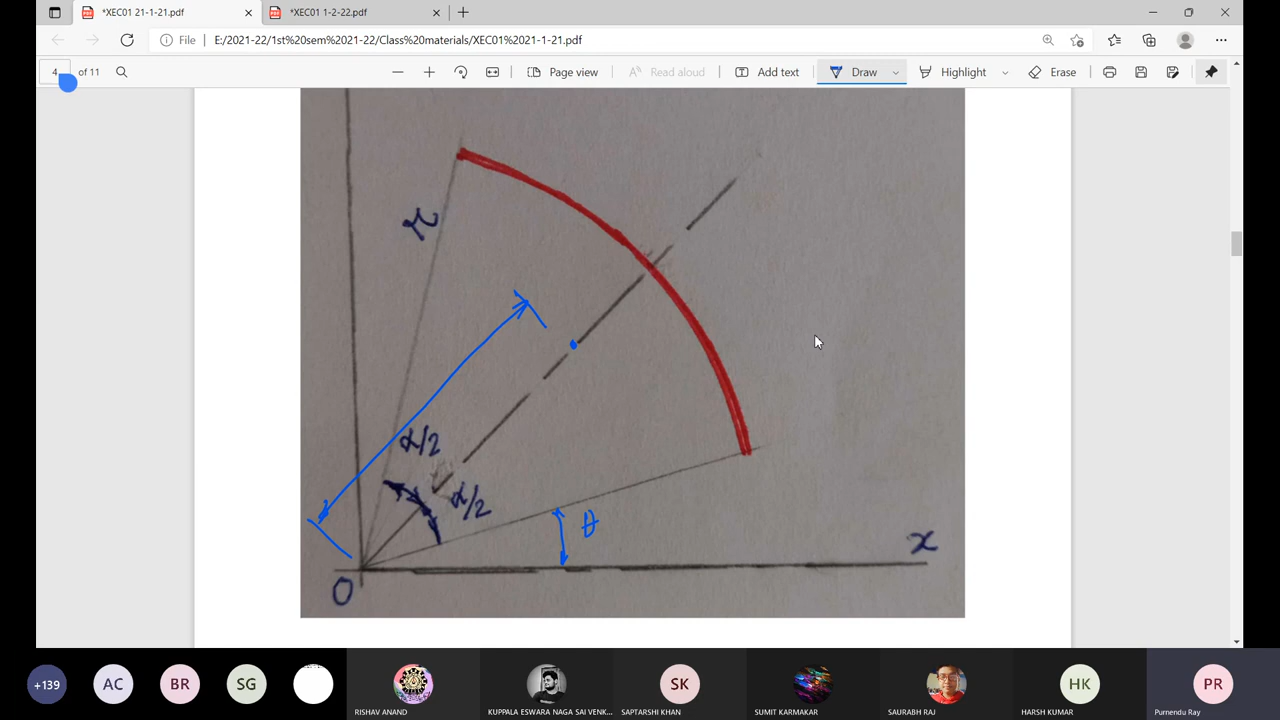 *XEC01 21-1-21.pdf
*XEC01 1-2-22.pdf
File E:/2021-22/1st%20sem%2021-22/Class%20materials/XEC01%2021-1-21.pdf
4 of 11
Page view
Read aloud
Add text
Draw
Highlight
Erase
r
α/2
α/2
θ
x
O
+139
AC
BR
SG
SK
HK
PR
RISHAV ANAND
KUPPALA ESWARA NAGA SAI VENK...
SAPTARSHI KHAN
SUMIT KARMAKAR
SAURABH RAJ
HARSH KUMAR
Purnendu Ray